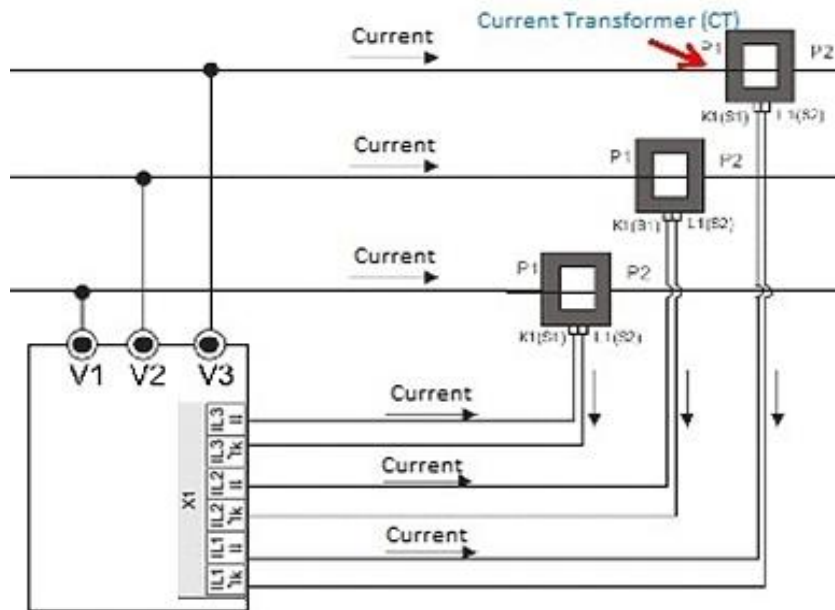 Current Transformer (CT)
Current
P1
P2
K1(S1)
L1(S2)
Current
P1
P2
K1(S1)
L1(S2)
Current
P1
P2
K1(S1)
L1(S2)
V1 V2 V3
Current
Current
Current
X1
IL3
IL3
IL2
IL2
IL1
IL1